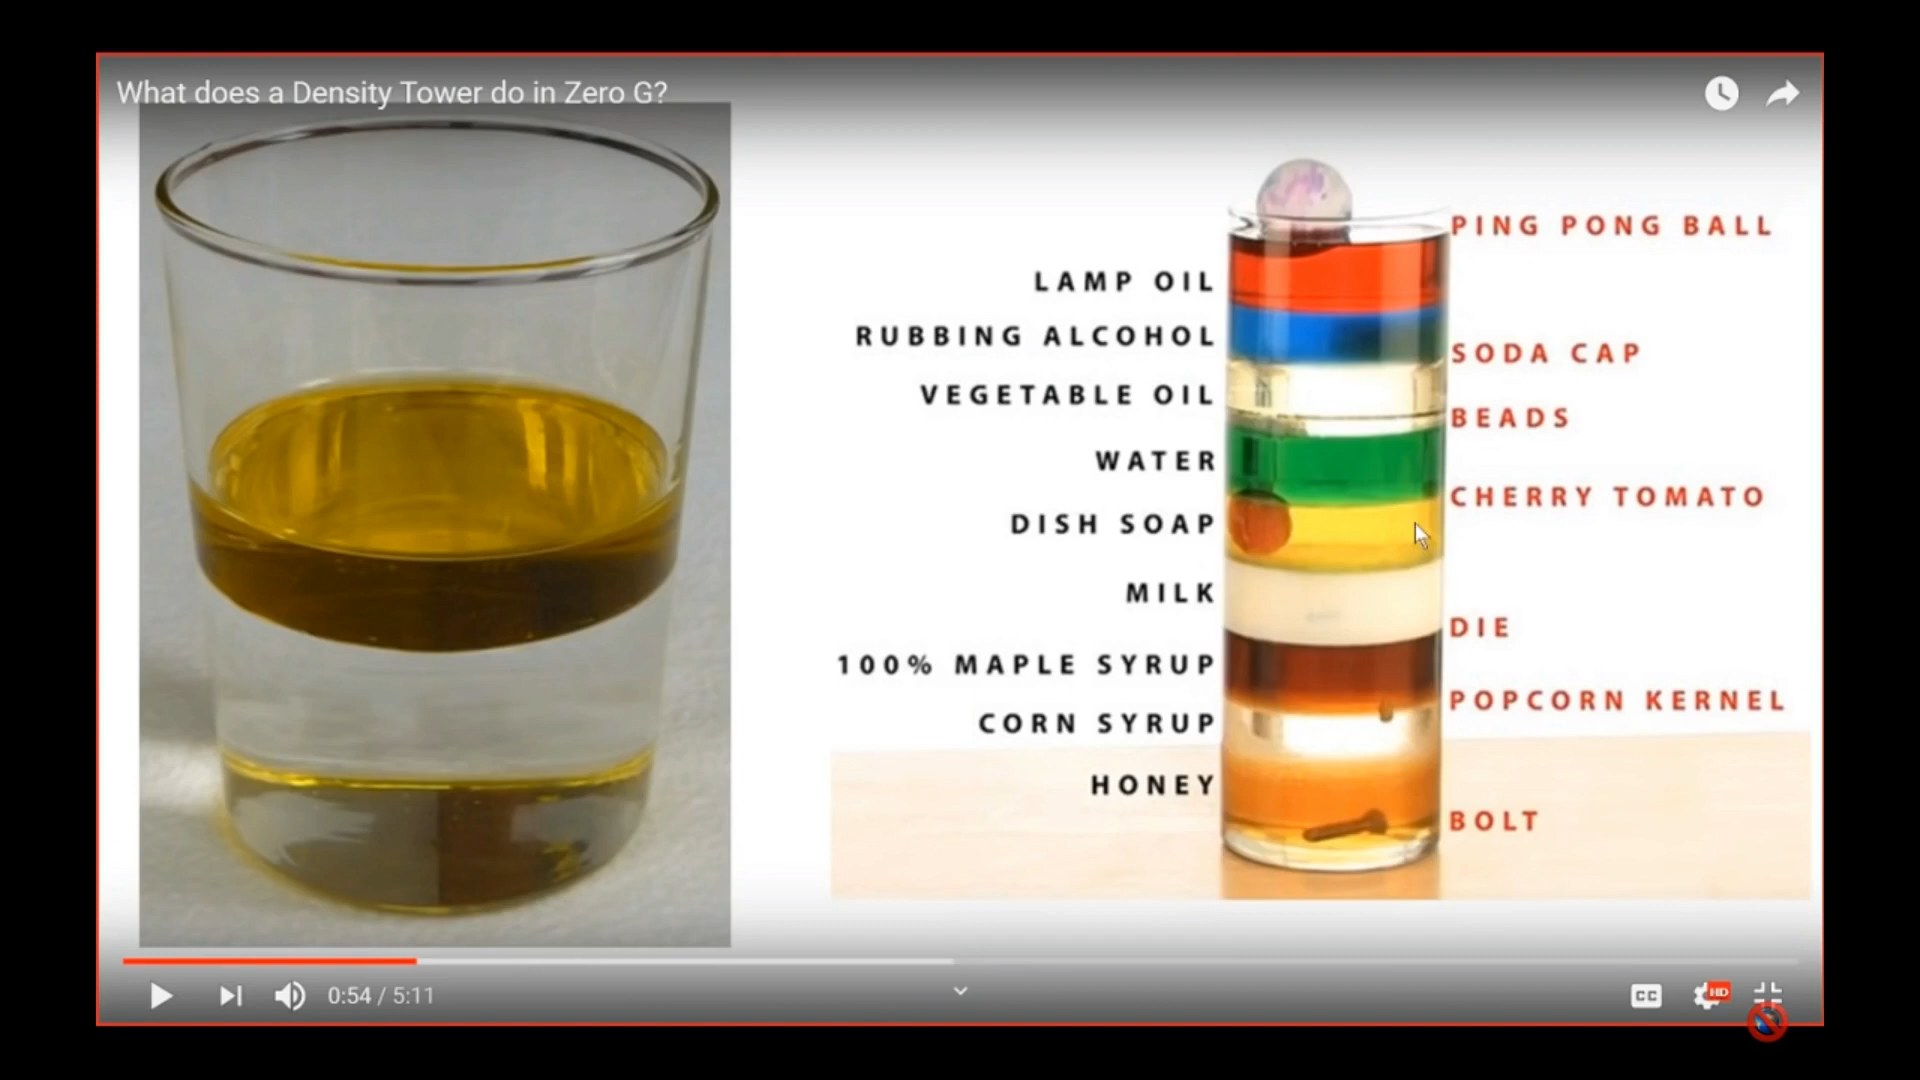 What does a Density Tower do in Zero G?
PING PONG BALL
LAMP OIL
RUBBING ALCOHOL
SODA CAP
VEGETABLE OIL
BEADS
WATER
CHERRY TOMATO
DISH SOAP
MILK
DIE
100% MAPLE SYRUP
POPCORN KERNEL
CORN SYRUP
HONEY
BOLT
0:54 / 5:11
CC
HD